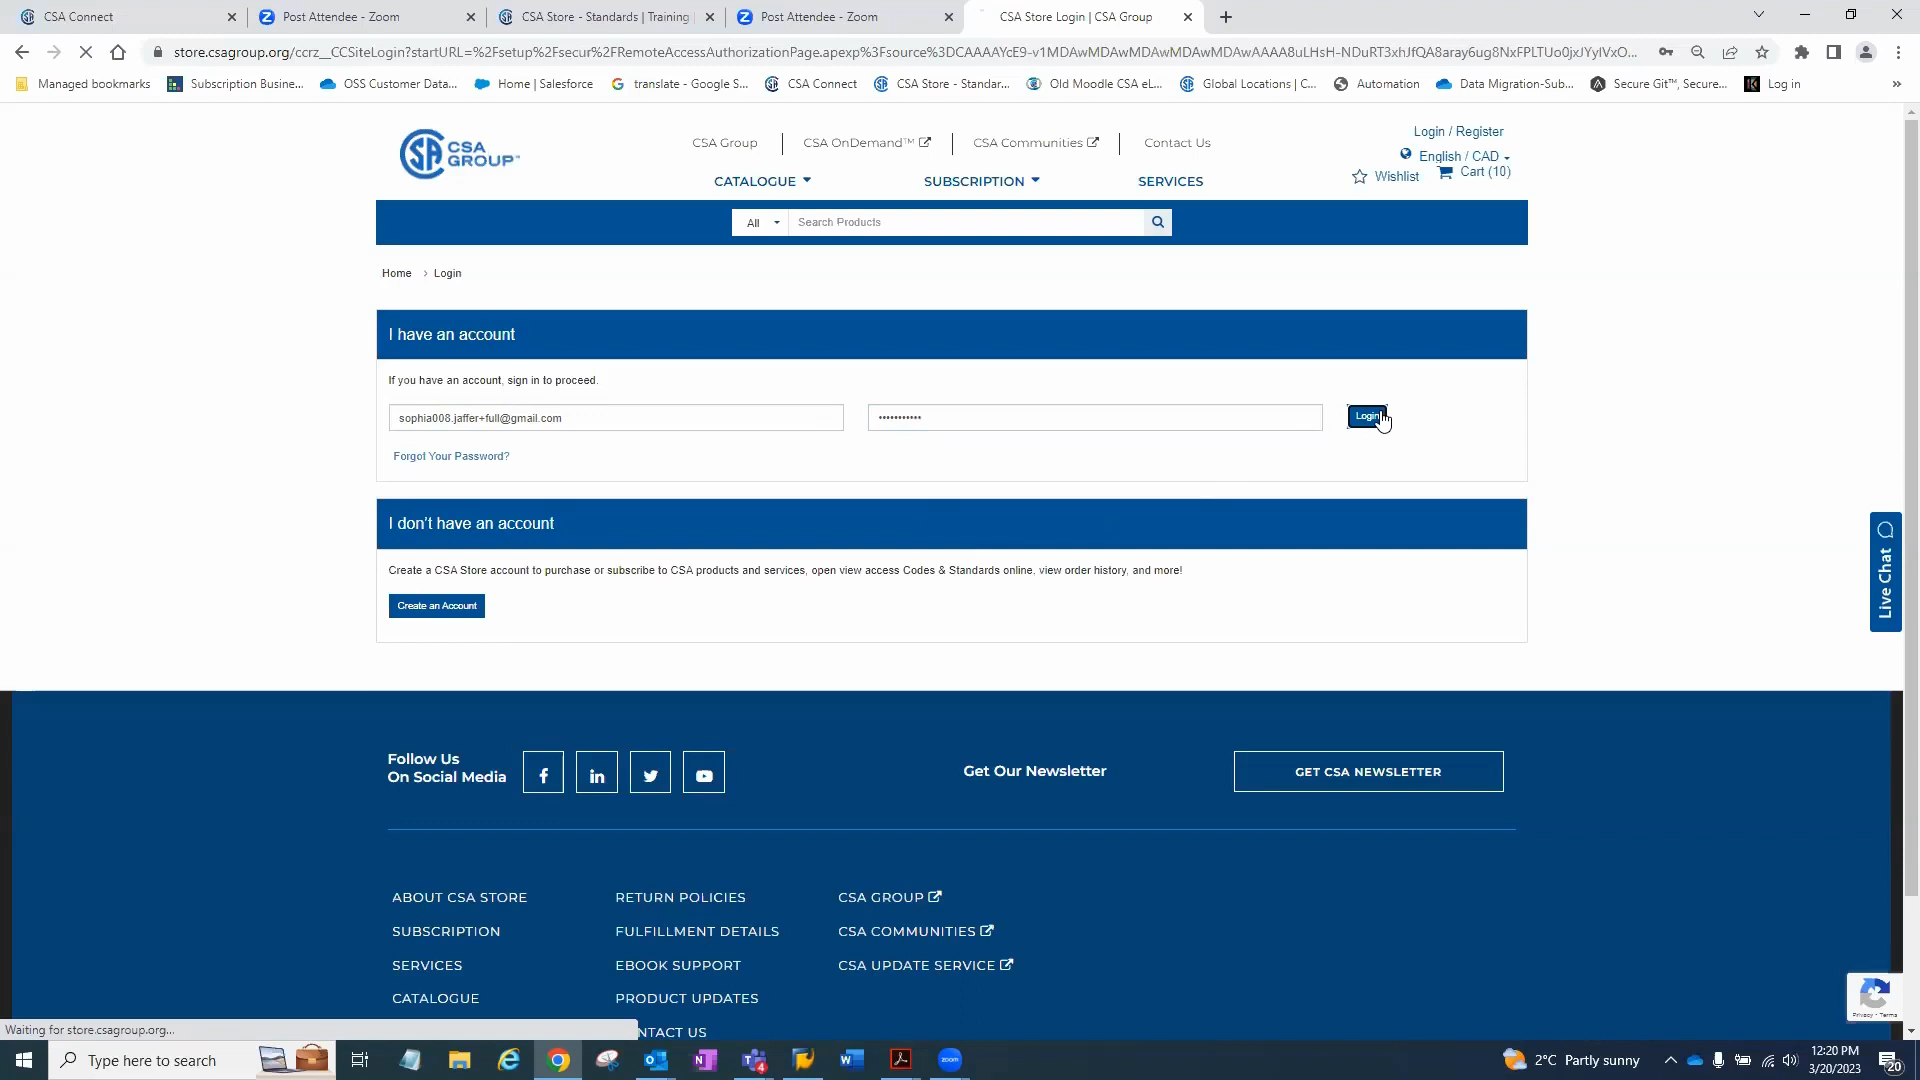 CSA Connect
Post Attendee - Zoom
CSA Store - Standards | Training
Post Attendee - Zoom
CSA Store Login | CSA Group
store.csagroup.org/ccrz__CCSiteLogin?startURL=%2Fsetup%2Fsecur%2FRemoteAccessAuthorizationPage.apexp%3Fsource%3DCAAAAYcE9-v1MDAwMDAwMDAwMDAwMDAwAAAA8uLHsH-NDuRT3xhJfQA8aray6ug8NxFPLTUo0jxJYyIVxO...
Managed bookmarks
Subscription Busine...
OSS Customer Data...
Home | Salesforce
translate - Google S...
CSA Connect
CSA Store - Standar...
Old Moodle CSA eL...
Global Locations | C...
Automation
Data Migration-Sub...
Secure Git™, Secure...
Log in
CSA GROUP™
CSA Group
CSA OnDemand™
CSA Communities
Contact Us
Login / Register
English / CAD
Wishlist
Cart (10)
CATALOGUE
SUBSCRIPTION
SERVICES
All
Search Products
Home > Login
I have an account
If you have an account, sign in to proceed.
sophia008.jaffer+full@gmail.com
•••••••••••
Login
Forgot Your Password?
I don't have an account
Create a CSA Store account to purchase or subscribe to CSA products and services, open view access Codes & Standards online, view order history, and more!
Create an Account
Live Chat
Follow Us
On Social Media
Get Our Newsletter
GET CSA NEWSLETTER
ABOUT CSA STORE
RETURN POLICIES
CSA GROUP
SUBSCRIPTION
FULFILLMENT DETAILS
CSA COMMUNITIES
SERVICES
EBOOK SUPPORT
CSA UPDATE SERVICE
CATALOGUE
PRODUCT UPDATES
NTACT US
Privacy - Terms
Waiting for store.csagroup.org...
Type here to search
4
zoom
2°C Partly sunny
12:20 PM
3/20/2023
20